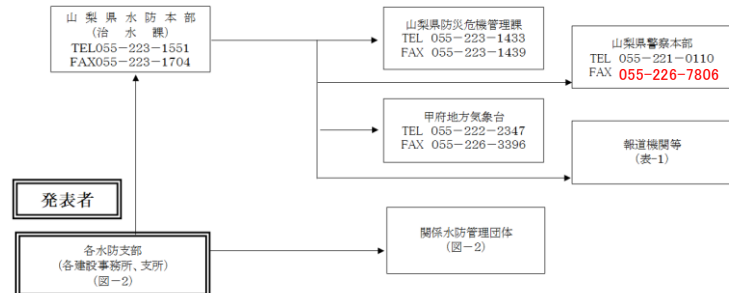 山梨県水防本部
(治水課)
TEL055-223-1551
FAX055-223-1704
山梨県防災危機管理課
TEL 055-223-1433
FAX 055-223-1439
山梨県警察本部
TEL 055-221-0110
FAX 055-226-7806
甲府地方気象台
TEL 055-222-2347
FAX 055-226-3396
報道機関等
(表-1)
発表者
各水防支部
(各建設事務所、支所)
(図-2)
関係水防管理団体
(図-2)